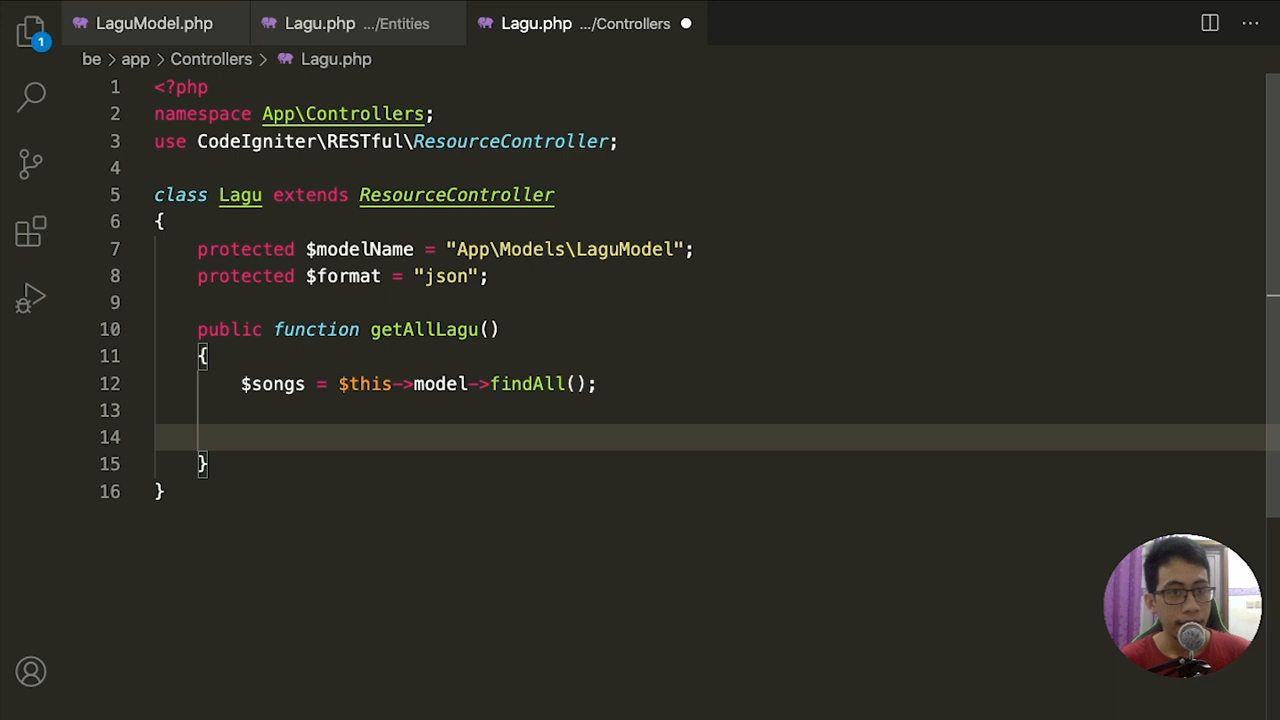 LaguModel.php
Lagu.php .../Entities
Lagu.php .../Controllers
1
be > app > Controllers > Lagu.php
1 <?php
2 namespace App\Controllers;
3 use CodeIgniter\RESTful\ResourceController;
4
5 class Lagu extends ResourceController
6 {
7 protected $modelName = "App\Models\LaguModel";
8 protected $format = "json";
9
10 public function getAllLagu()
11 {
12 $songs = $this->model->findAll();
13
14
15 }
16 }